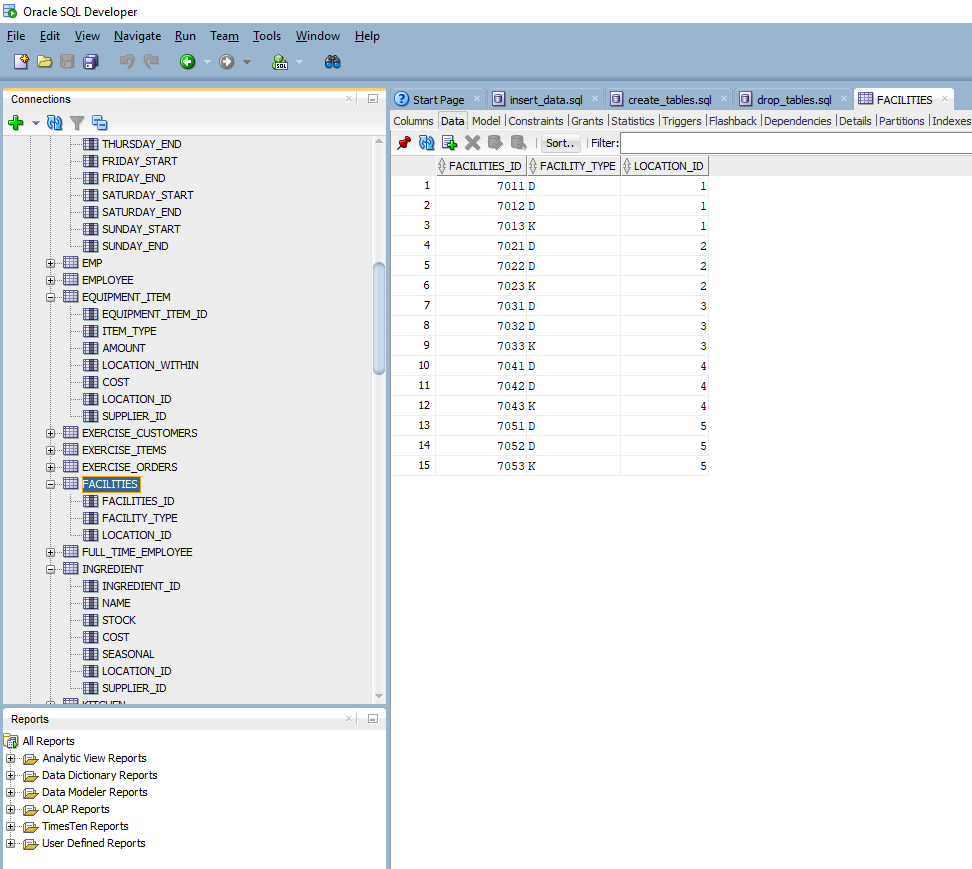 Oracle SQL Developer
File Edit View Navigate Run Team Tools Window Help
SQL
Connections
THURSDAY_END
FRIDAY_START
FRIDAY_END
SATURDAY_START
SATURDAY_END
SUNDAY_START
SUNDAY_END
EMP
EMPLOYEE
EQUIPMENT_ITEM
EQUIPMENT_ITEM_ID
ITEM_TYPE
AMOUNT
LOCATION_WITHIN
COST
LOCATION_ID
SUPPLIER_ID
EXERCISE_CUSTOMERS
EXERCISE_ITEMS
EXERCISE_ORDERS
FACILITIES
FACILITIES_ID
FACILITY_TYPE
LOCATION_ID
FULL_TIME_EMPLOYEE
INGREDIENT
INGREDIENT_ID
NAME
STOCK
COST
SEASONAL
LOCATION_ID
SUPPLIER_ID
KITCHEN
Reports
All Reports
Analytic View Reports
Data Dictionary Reports
Data Modeler Reports
OLAP Reports
TimesTen Reports
User Defined Reports
Start Page insert_data.sql create_tables.sql drop_tables.sql FACILITIES
Columns Data Model Constraints Grants Statistics Triggers Flashback Dependencies Details Partitions Indexes
Sort.. Filter:
FACILITIES_ID FACILITY_TYPE LOCATION_ID
1 7011 D 1
2 7012 D 1
3 7013 K 1
4 7021 D 2
5 7022 D 2
6 7023 K 2
7 7031 D 3
8 7032 D 3
9 7033 K 3
10 7041 D 4
11 7042 D 4
12 7043 K 4
13 7051 D 5
14 7052 D 5
15 7053 K 5